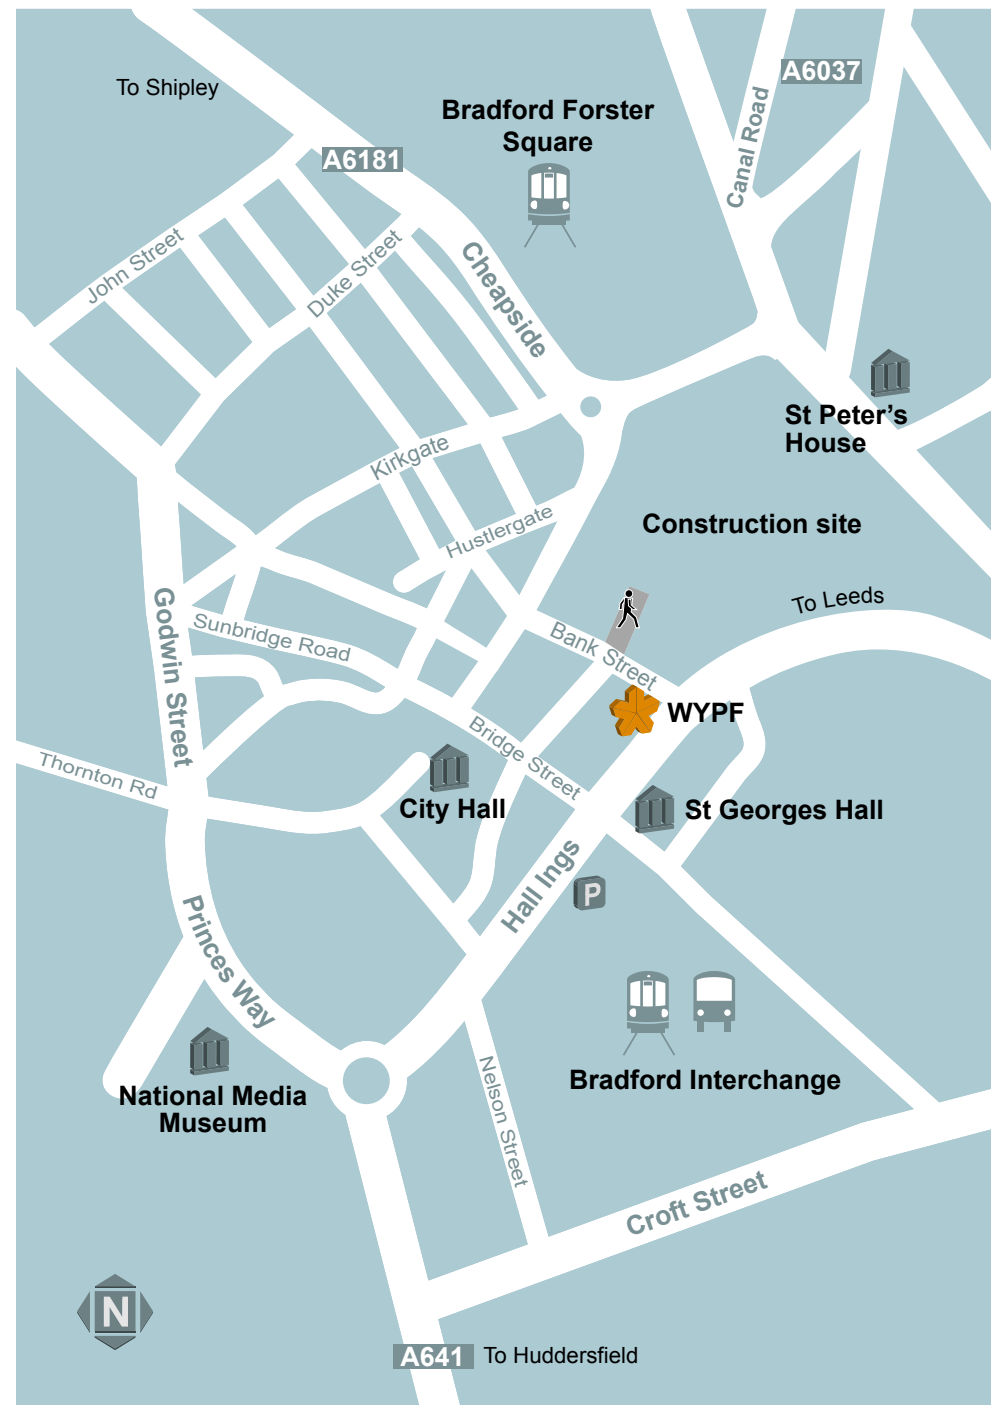 To Shipley
A6037
Bradford Forster
Square
A6181
Canal Road
John Street
Duke Street
Cheapside
St Peter’s
House
Kirkgate
Hustlergate
Construction site
To Leeds
Godwin Street
Sunbridge Road
Bank Street
WYPF
Bridge Street
Thornton Rd
City Hall
St Georges Hall
Hall Ings
P
Princes Way
National Media
Museum
Nelson Street
Bradford Interchange
Croft Street
N
A641
To Huddersfield